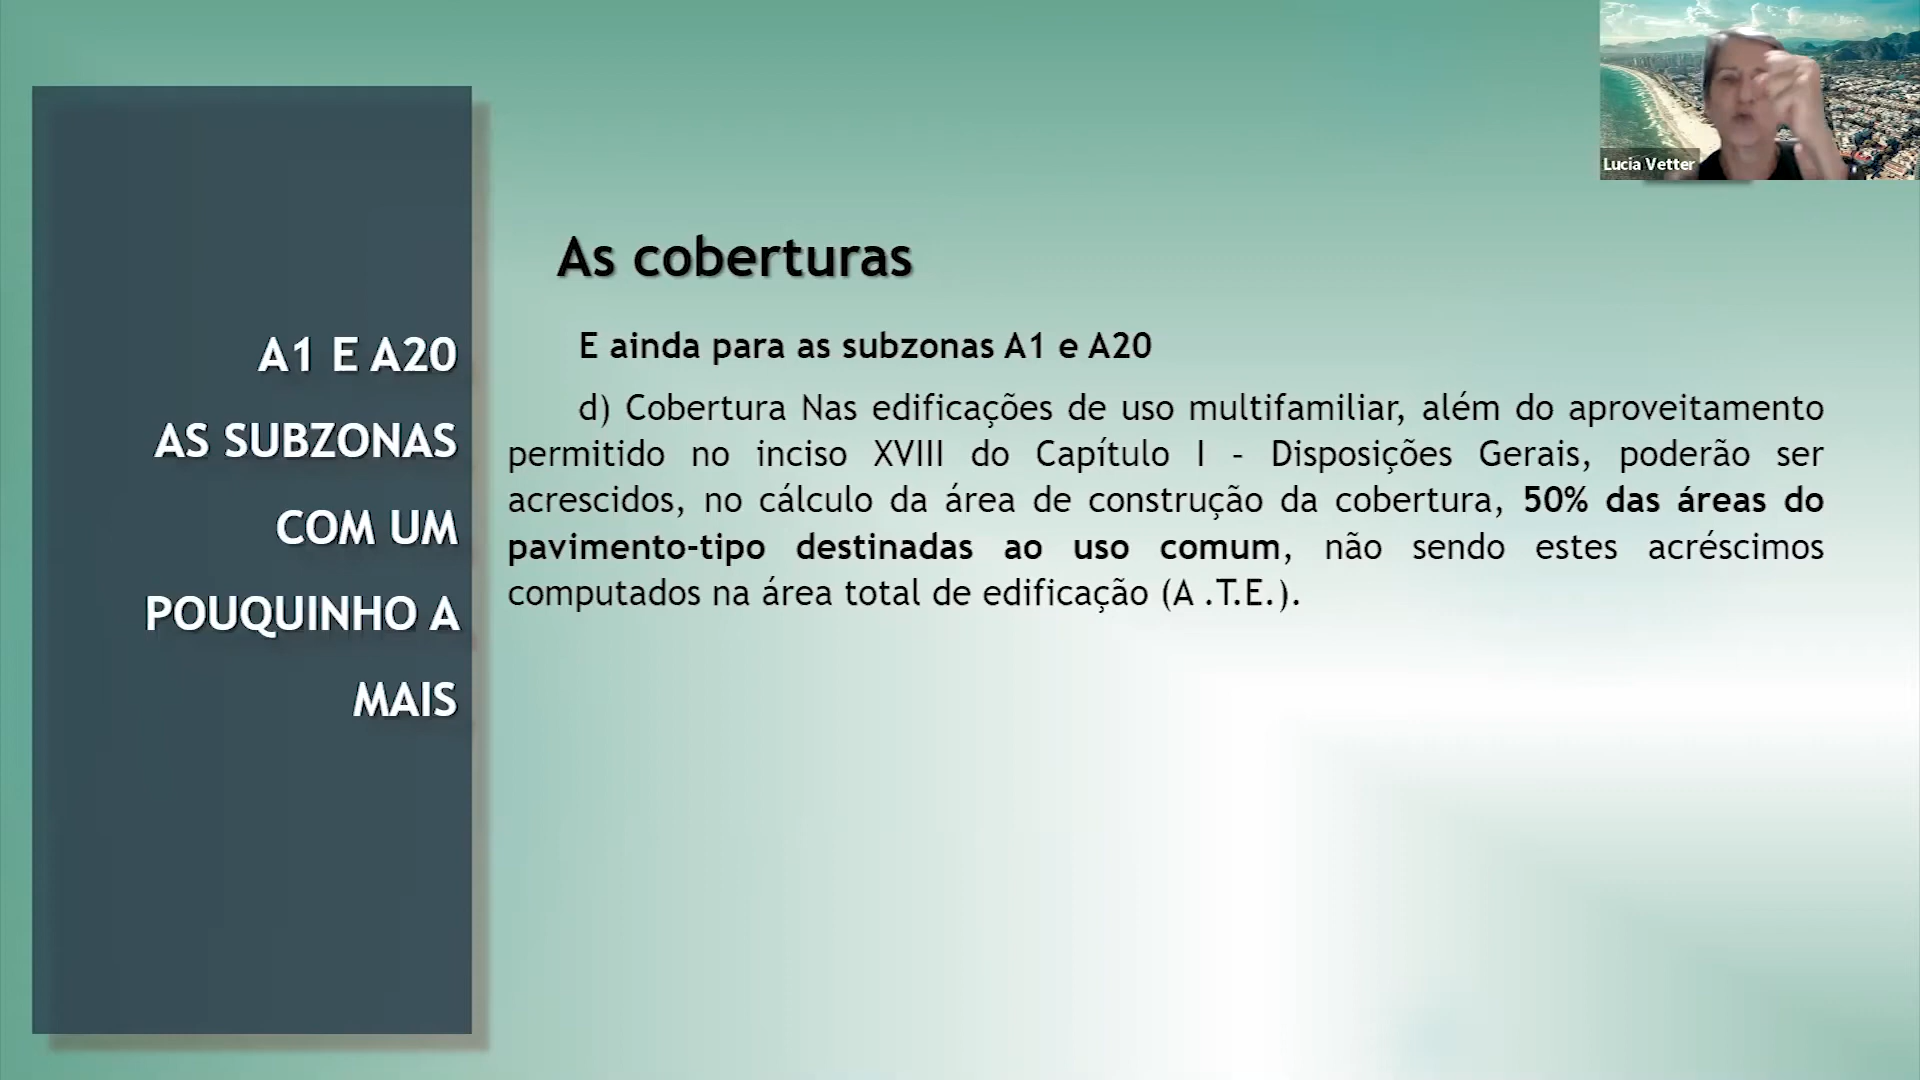 Lucia Vetter
A1 E A20
AS SUBZONAS
COM UM
POUQUINHO A
MAIS
As coberturas
E ainda para as subzonas A1 e A20
d) Cobertura Nas edificações de uso multifamiliar, além do aproveitamento
permitido no inciso XVIII do Capítulo I – Disposições Gerais, poderão ser
acrescidos, no cálculo da área de construção da cobertura, 50% das áreas do
pavimento-tipo destinadas ao uso comum, não sendo estes acréscimos
computados na área total de edificação (A .T.E.).